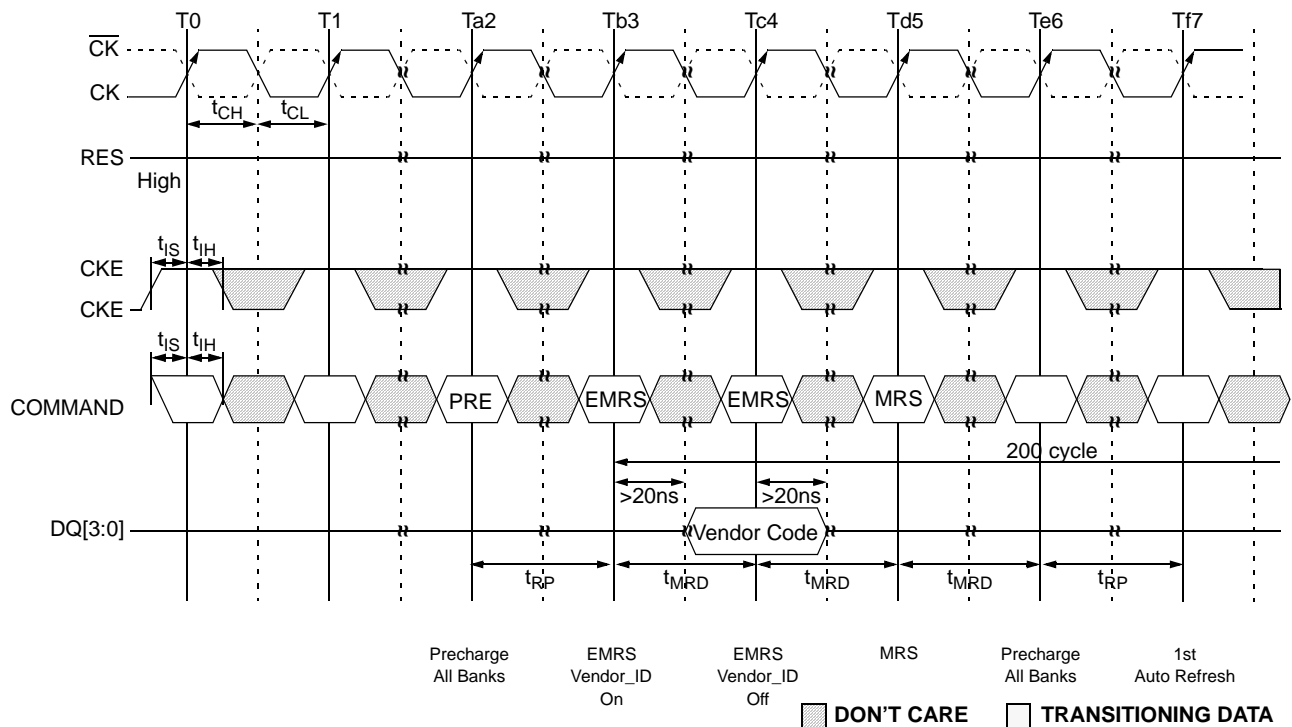 T0 T1 Ta2 Tb3 Tc4 Td5 Te6 Tf7
CK
CK
tCH tCL
RES
High
tIS tIH
CKE
CKE
tIS tIH
COMMAND
PRE EMRS EMRS MRS
200 cycle
>20ns >20ns
DQ[3:0]
Vendor Code
tRP tMRD tMRD tMRD tRP
Precharge EMRS EMRS MRS Precharge 1st
All Banks Vendor_ID Vendor_ID All Banks Auto Refresh
On Off
DON'T CARE TRANSITIONING DATA